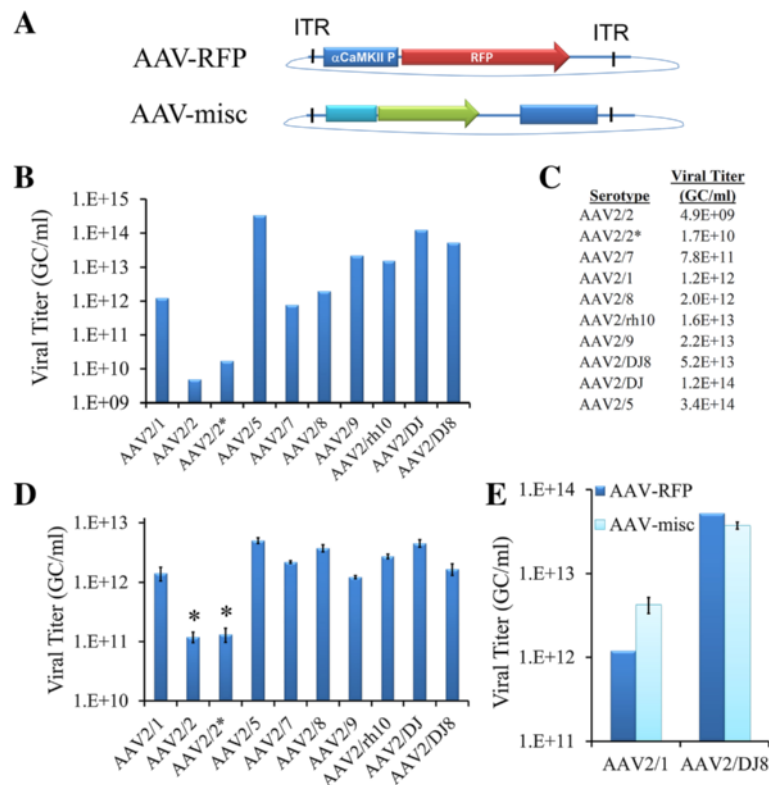 A
ITR
ITR
AAV-RFP
αCaMKII P
RFP
AAV-misc
B
Viral Titer (GC/ml)
1.E+15
1.E+14
1.E+13
1.E+12
1.E+11
1.E+10
1.E+09
AAV2/1
AAV2/2
AAV2/2*
AAV2/5
AAV2/7
AAV2/8
AAV2/9
AAV2/rh10
AAV2/DJ
AAV2/DJ8
C
Serotype Viral Titer (GC/ml)
AAV2/2 4.9E+09
AAV2/2* 1.7E+10
AAV2/7 7.8E+11
AAV2/1 1.2E+12
AAV2/8 2.0E+12
AAV2/rh10 1.6E+13
AAV2/9 2.2E+13
AAV2/DJ8 5.2E+13
AAV2/DJ 1.2E+14
AAV2/5 3.4E+14
D
Viral Titer (GC/ml)
1.E+13
1.E+12
1.E+11
1.E+10
* *
AAV2/1
AAV2/2
AAV2/2*
AAV2/5
AAV2/7
AAV2/8
AAV2/9
AAV2/rh10
AAV2/DJ
AAV2/DJ8
E
Viral Titer (GC/ml)
1.E+14
1.E+13
1.E+12
1.E+11
AAV-RFP
AAV-misc
AAV2/1
AAV2/DJ8